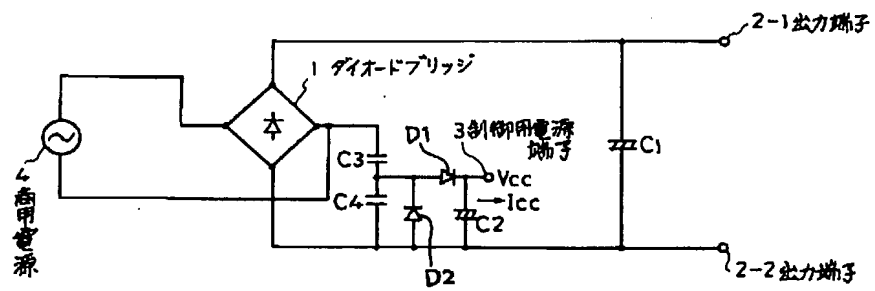 2-1 出力端子
1 ダイオードブリッジ
D1
3 制御用電源
端子
C3
C1
Vcc
C4
Icc
C2
4 商用電源
D2
2-2 出力端子